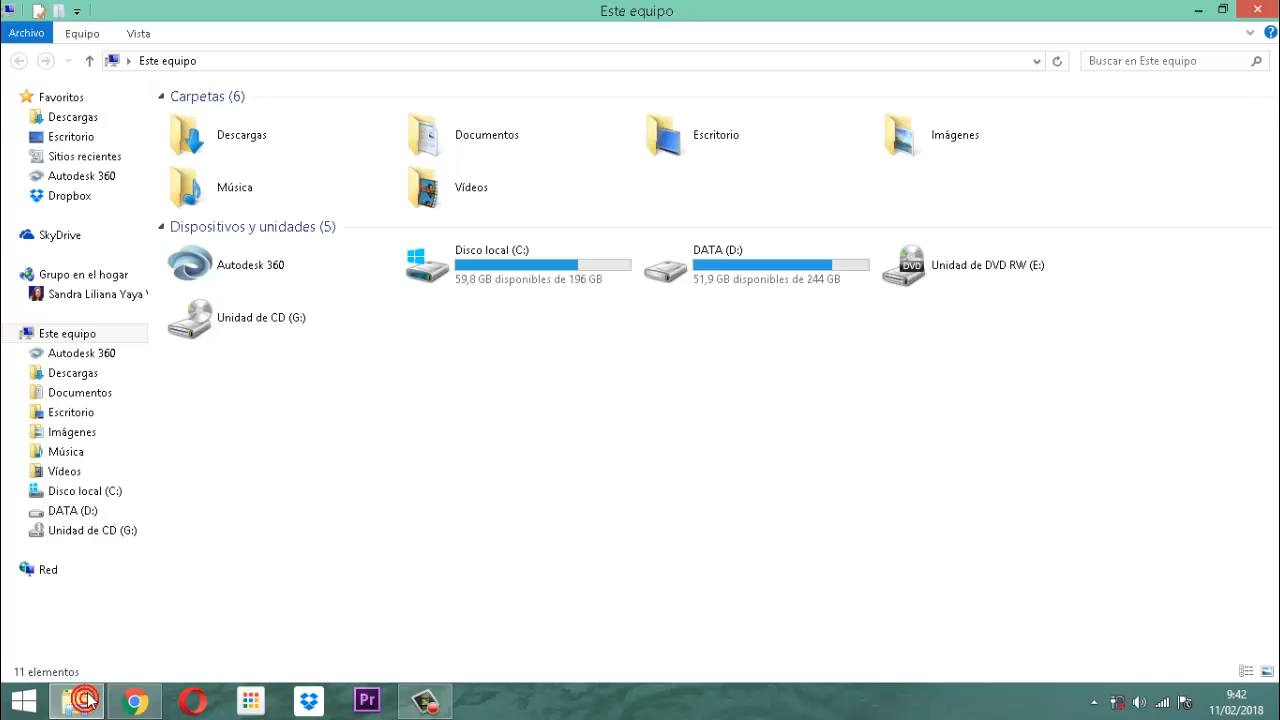 Este equipo
Archivo Equipo Vista
Este equipo
Buscar en Este equipo
Favoritos
Descargas
Escritorio
Sitios recientes
Autodesk 360
Dropbox
SkyDrive
Grupo en el hogar
Sandra Liliana Yaya
Este equipo
Autodesk 360
Descargas
Documentos
Escritorio
Imágenes
Música
Vídeos
Disco local (C:)
DATA (D:)
Unidad de CD (G:)
Red
Carpetas (6)
Descargas
Documentos
Escritorio
Imágenes
Música
Vídeos
Dispositivos y unidades (5)
Autodesk 360
Disco local (C:)
59,8 GB disponibles de 196 GB
DATA (D:)
51,9 GB disponibles de 244 GB
DVD
Unidad de DVD RW (E:)
Unidad de CD (G:)
11 elementos
Pr
9:42
11/02/2018